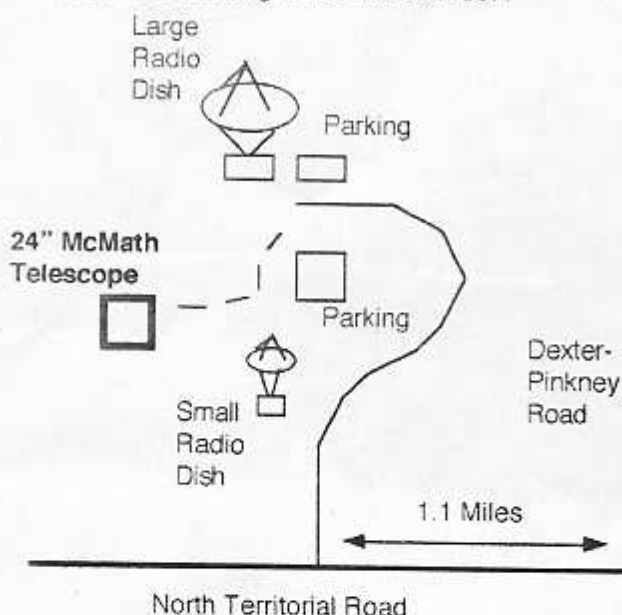 Large
Radio
Dish
Parking
24” McMath
Telescope
Parking
Dexter-
Pinkney
Road
Small
Radio
Dish
1.1 Miles
North Territorial Road